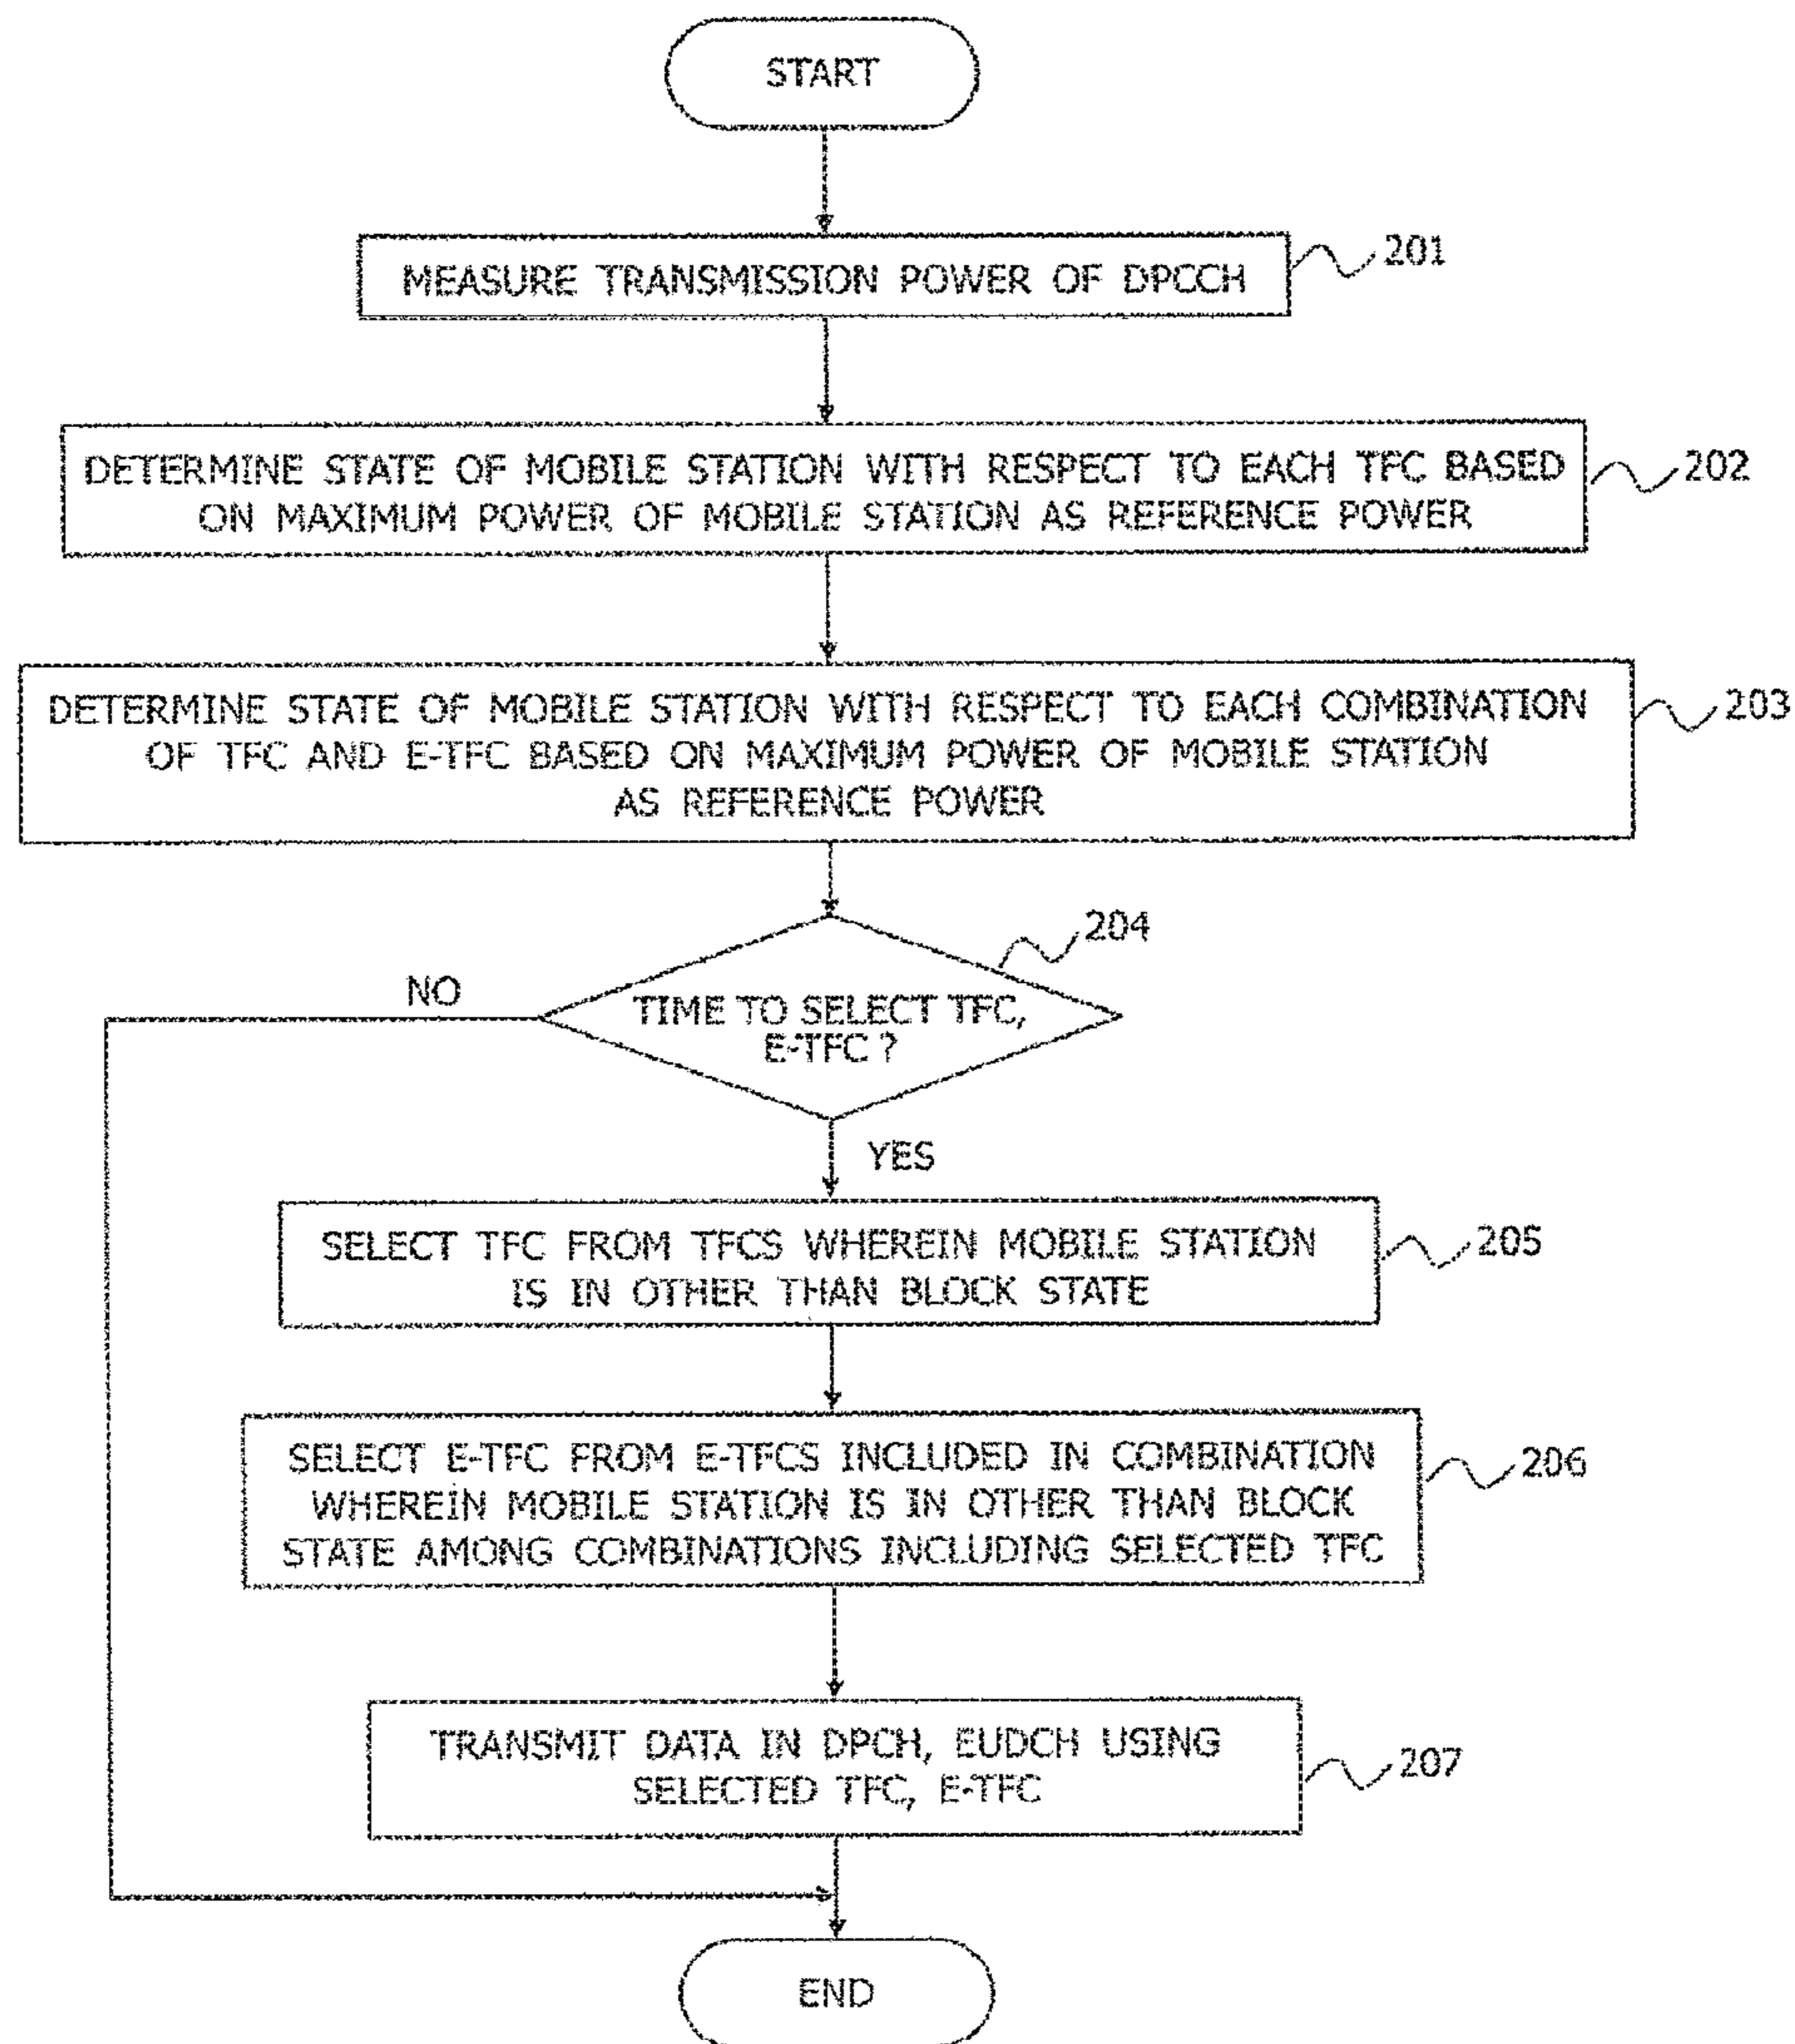 START
MEASURE TRANSMISSION POWER OF DPCCH
201
DETERMINE STATE OF MOBILE STATION WITH RESPECT TO EACH TFC BASED
ON MAXIMUM POWER OF MOBILE STATION AS REFERENCE POWER
202
DETERMINE STATE OF MOBILE STATION WITH RESPECT TO EACH COMBINATION
OF TFC AND E-TFC BASED ON MAXIMUM POWER OF MOBILE STATION
AS REFERENCE POWER
203
204
NO
TIME TO SELECT TFC,
E-TFC ?
YES
SELECT TFC FROM TFCS WHEREIN MOBILE STATION
IS IN OTHER THAN BLOCK STATE
205
SELECT E-TFC FROM E-TFCS INCLUDED IN COMBINATION
WHEREIN MOBILE STATION IS IN OTHER THAN BLOCK
STATE AMONG COMBINATIONS INCLUDING SELECTED TFC
206
TRANSMIT DATA IN DPCH, EUDCH USING
SELECTED TFC, E-TFC
207
END